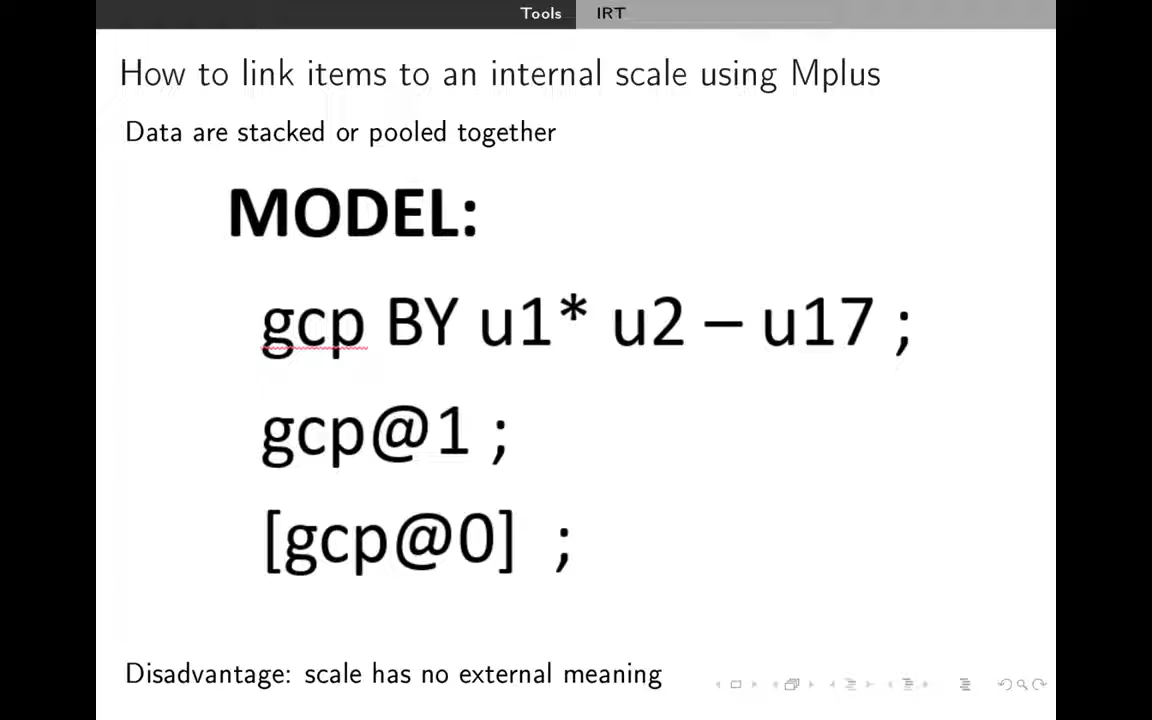 Tools IRT
How to link items to an internal scale using Mplus
Data are stacked or pooled together
MODEL:
gcp BY u1* u2 – u17 ;
gcp@1 ;
[gcp@0] ;
Disadvantage: scale has no external meaning